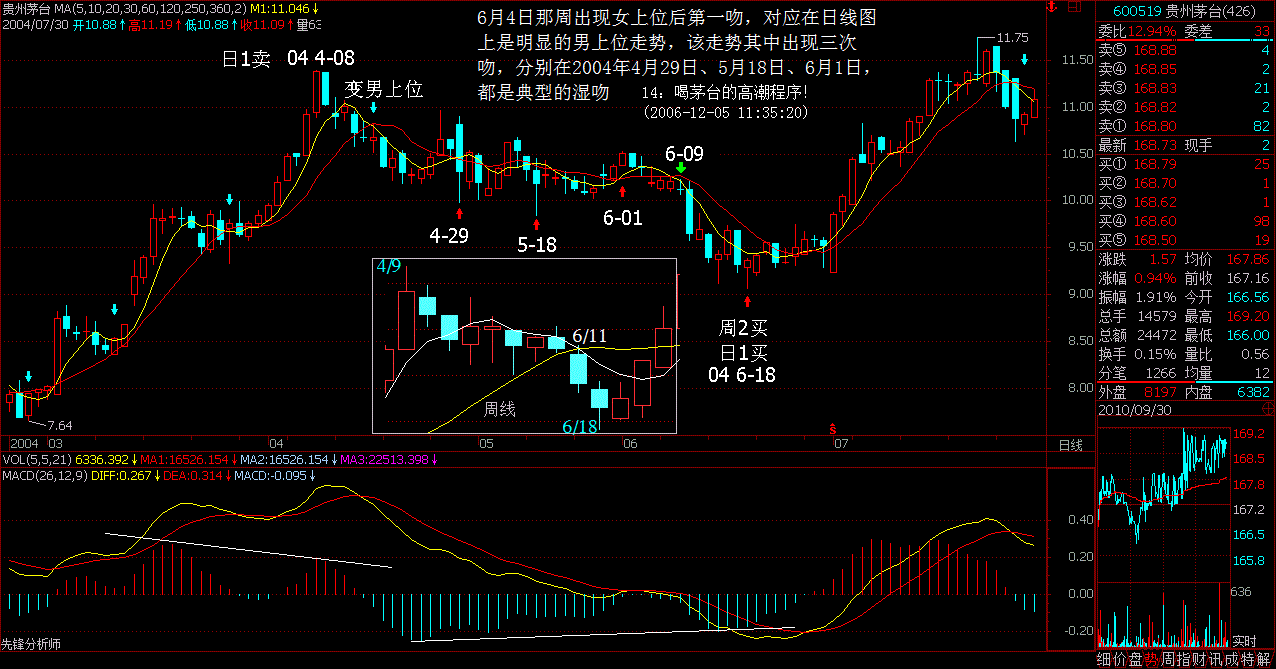 贵州茅台 MA(5,10,20,30,60,120,250,360,2) M1:11.046↓
2004/07/30 开10.88↑高11.19↑低10.88↑收11.09↑量63
6月4日那周出现女上位后第一吻，对应在日线图
上是明显的男上位走势，该走势其中出现三次
吻，分别在2004年4月29日、5月18日、6月1日，
都是典型的湿吻 14：喝茅台的高潮程序!
(2006-12-05 11:35:20)
日1卖 04 4-08
变男上位
11.75
6-09
6-01
4-29
5-18
4/9
6/11
周线
6/18
周2买
日1买
04 6-18
7.64
11.50
11.00
10.50
10.00
9.50
9.00
8.50
8.00
2004 03 04 05 06 07 日线
VOL(5,5,21) 6336.392↓MA1:16526.154↓MA2:16526.154↓MA3:22513.398↓
MACD(26,12,9) DIFF:0.267↓DEA:0.314↓MACD:-0.095↓
0.40
0.20
0.00
-0.20
先锋分析师
600519 贵州茅台(426)
委比 12.94% 委差 33
卖⑤ 168.88 4
卖④ 168.85 2
卖③ 168.83 21
卖② 168.82 2
卖① 168.80 82
最新 168.73 现手 2
买① 168.79 25
买② 168.70 1
买③ 168.62 1
买④ 168.60 98
买⑤ 168.50 19
涨跌 1.57 均价 167.86
涨幅 0.94% 前收 167.16
振幅 1.91% 今开 166.56
总手 14579 最高 169.20
总额 24472 最低 166.00
换手 0.15% 量比 0.56
分笔 1266 均量 12
外盘 8197 内盘 6382
2010/09/30
169.2
168.5
167.8
167.2
166.5
165.8
636
实时
细价盘势周指财讯成特解